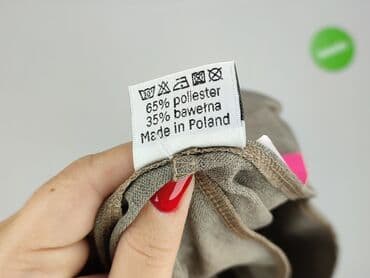 65% poliester
35% bawełna
Made in Poland